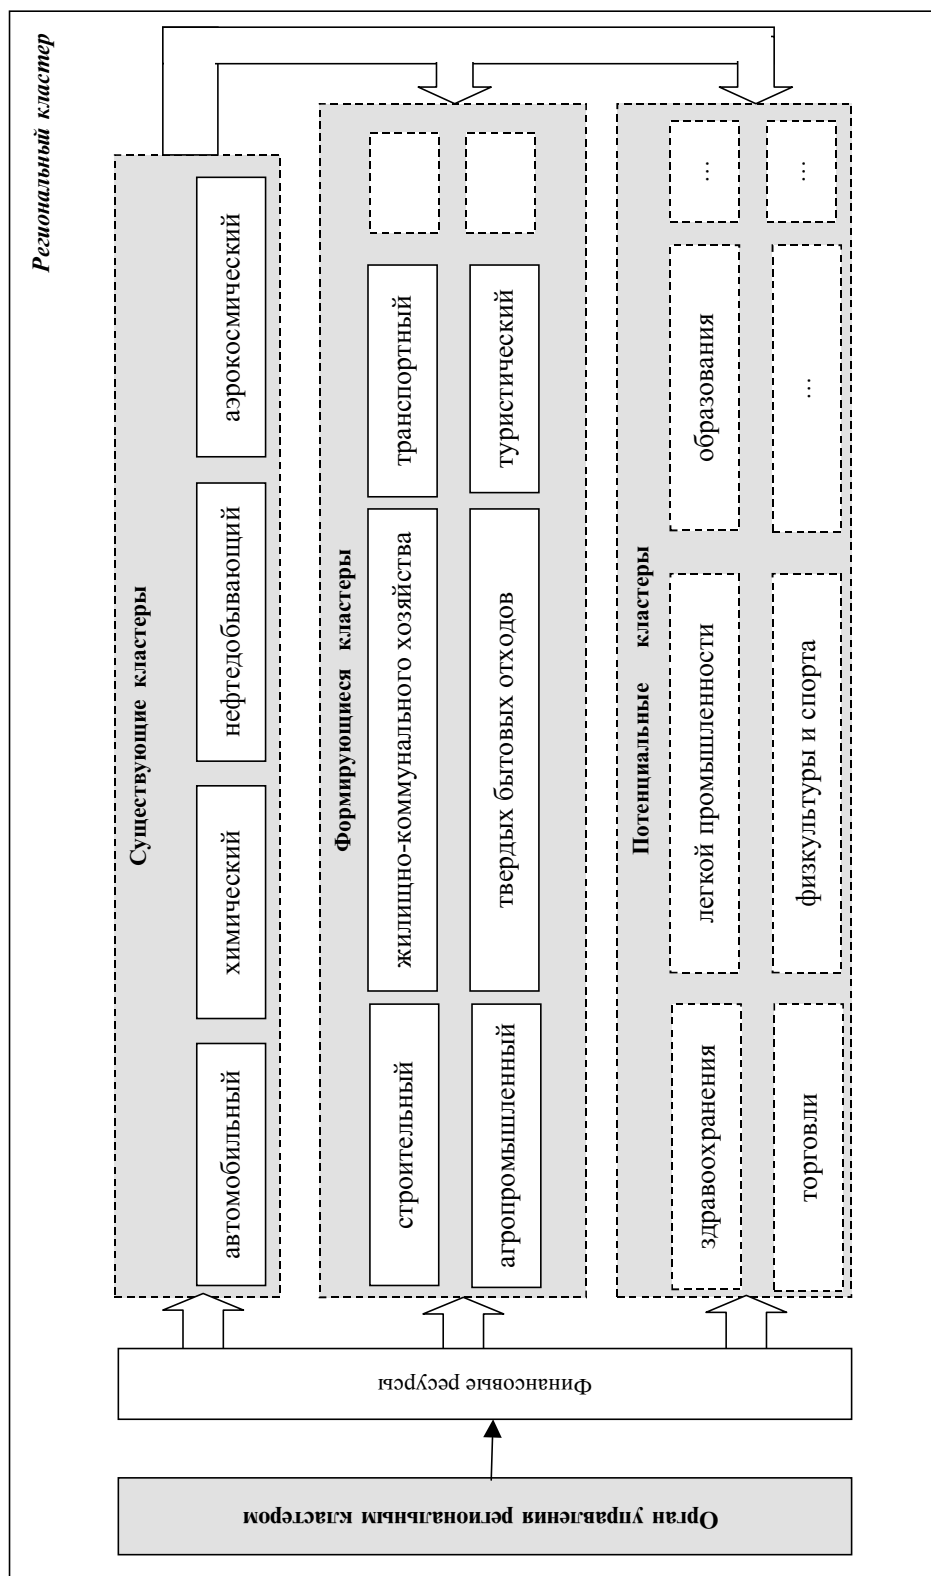 Региональный кластер
Орган управления региональным кластером
Финансовые ресурсы
Существующие кластеры
автомобильный
химический
нефтедобывающий
аэрокосмический
Формирующиеся кластеры
строительный
жилищно-коммунального хозяйства
транспортный
агропромышленный
твердых бытовых отходов
туристический
Потенциальные кластеры
здравоохранения
легкой промышленности
образования
…
торговли
физкультуры и спорта
…
…